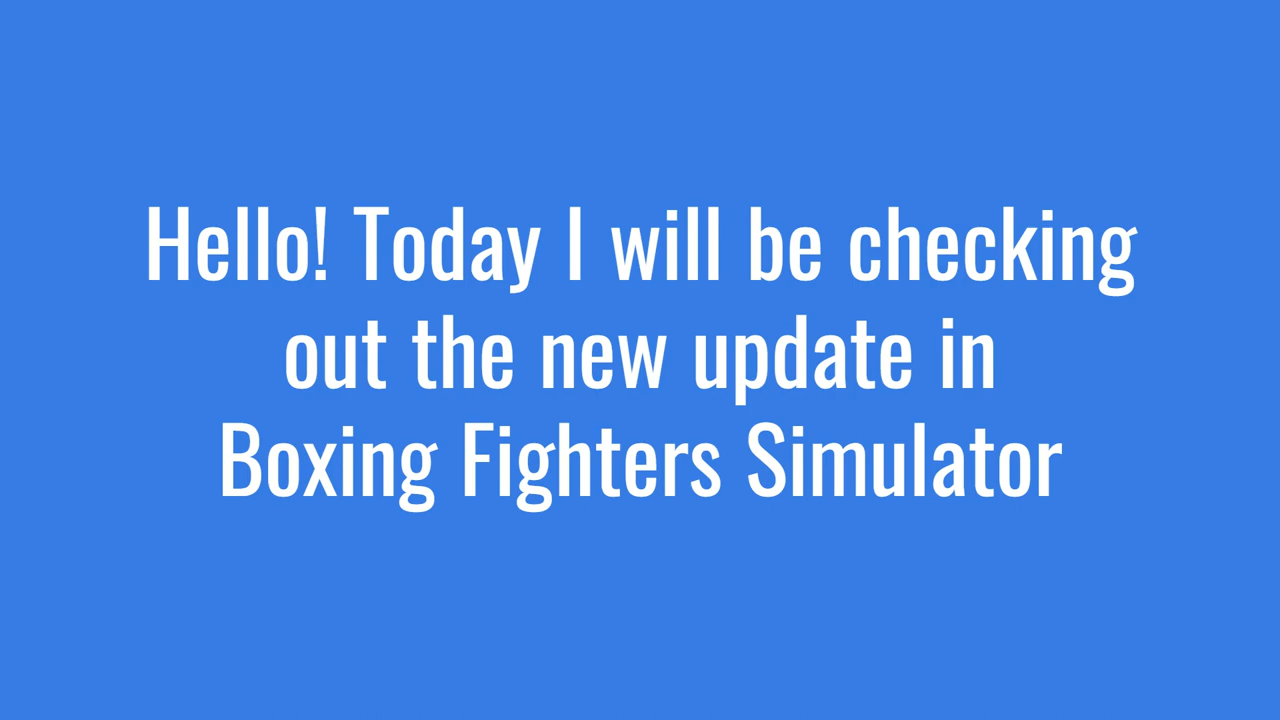 Hello! Today I will be checking
out the new update in
Boxing Fighters Simulator